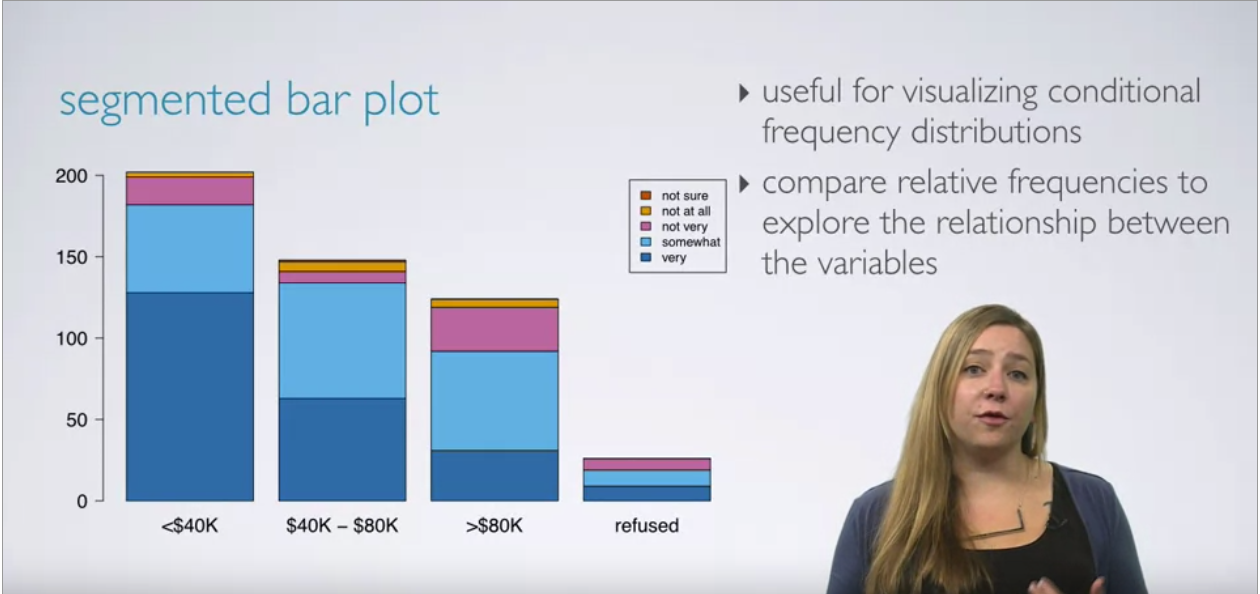 segmented bar plot
▸ useful for visualizing conditional
frequency distributions
▸ compare relative frequencies to
explore the relationship between
the variables
200
150
100
50
0
<$40K
$40K – $80K
>$80K
refused
not sure
not at all
not very
somewhat
very